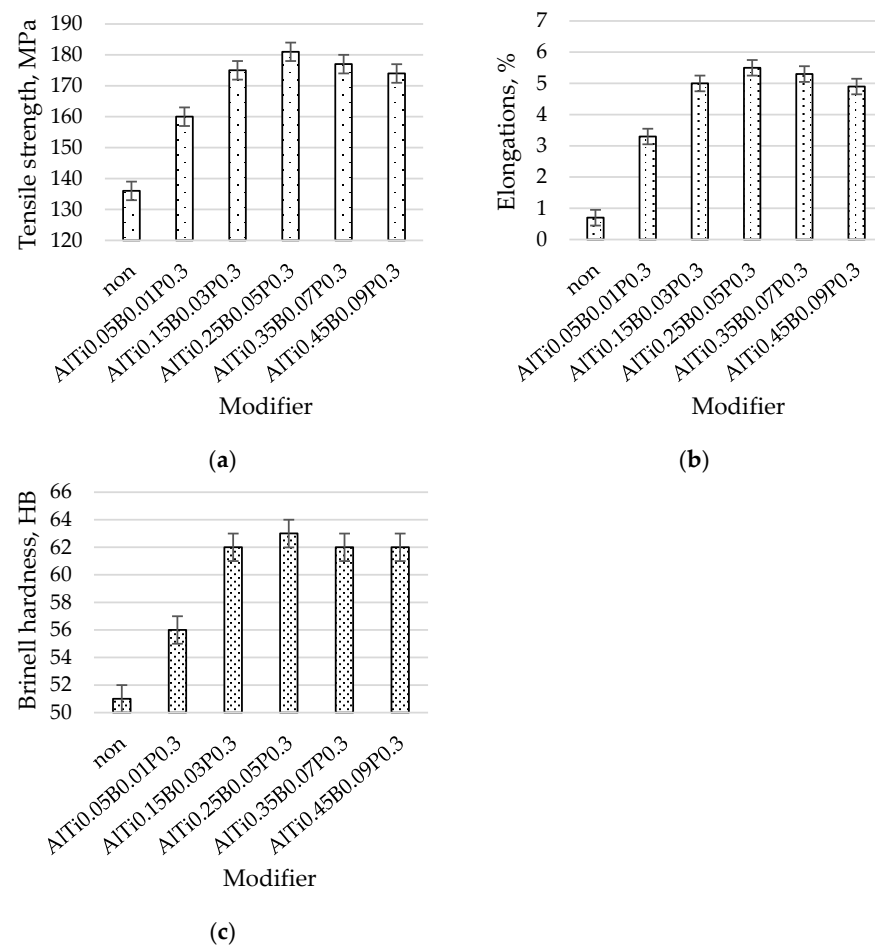 Tensile strength, MPa
190
180
170
160
150
140
130
120
non
AlTi0.05B0.01P0.3
AlTi0.15B0.03P0.3
AlTi0.25B0.05P0.3
AlTi0.35B0.07P0.3
AlTi0.45B0.09P0.3
Modifier
(a)
Elongations, %
7
6
5
4
3
2
1
0
non
AlTi0.05B0.01P0.3
AlTi0.15B0.03P0.3
AlTi0.25B0.05P0.3
AlTi0.35B0.07P0.3
AlTi0.45B0.09P0.3
Modifier
(b)
Brinell hardness, HB
66
64
62
60
58
56
54
52
50
non
AlTi0.05B0.01P0.3
AlTi0.15B0.03P0.3
AlTi0.25B0.05P0.3
AlTi0.35B0.07P0.3
AlTi0.45B0.09P0.3
Modifier
(c)